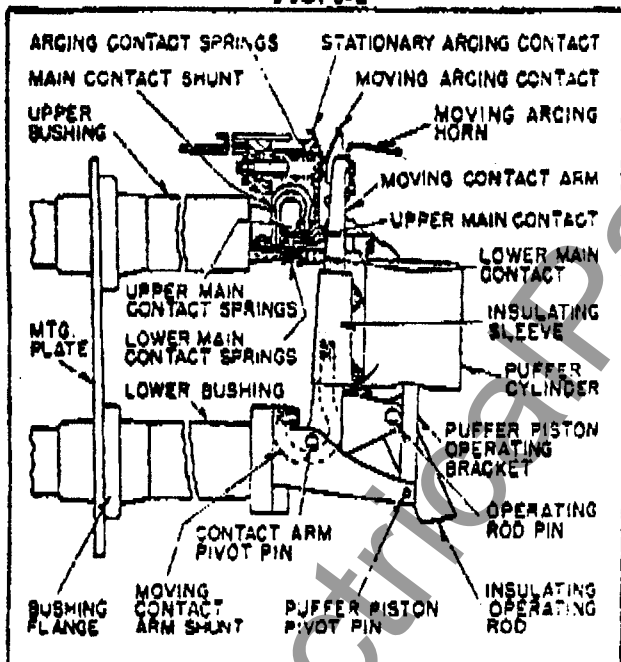 ARCING CONTACT SPRINGS
STATIONARY ARCING CONTACT
MAIN CONTACT SHUNT
MOVING ARCING CONTACT
UPPER
BUSHING
MOVING ARCING
HORN
MOVING CONTACT ARM
UPPER MAIN CONTACT
LOWER MAIN
CONTACT
UPPER MAIN
CONTACT SPRINGS
INSULATING
SLEEVE
MTG.
PLATE
LOWER MAIN
CONTACT SPRINGS
PUFFER
CYLINDER
LOWER BUSHING
PUFFER PISTON
OPERATING
BRACKET
CONTACT ARM
PIVOT PIN
OPERATING
ROD PIN
BUSHING
FLANGE
MOVING
CONTACT
ARM SHUNT
PUFFER PISTON
PIVOT PIN
INSULATING
OPERATING
ROD
ectricalPa